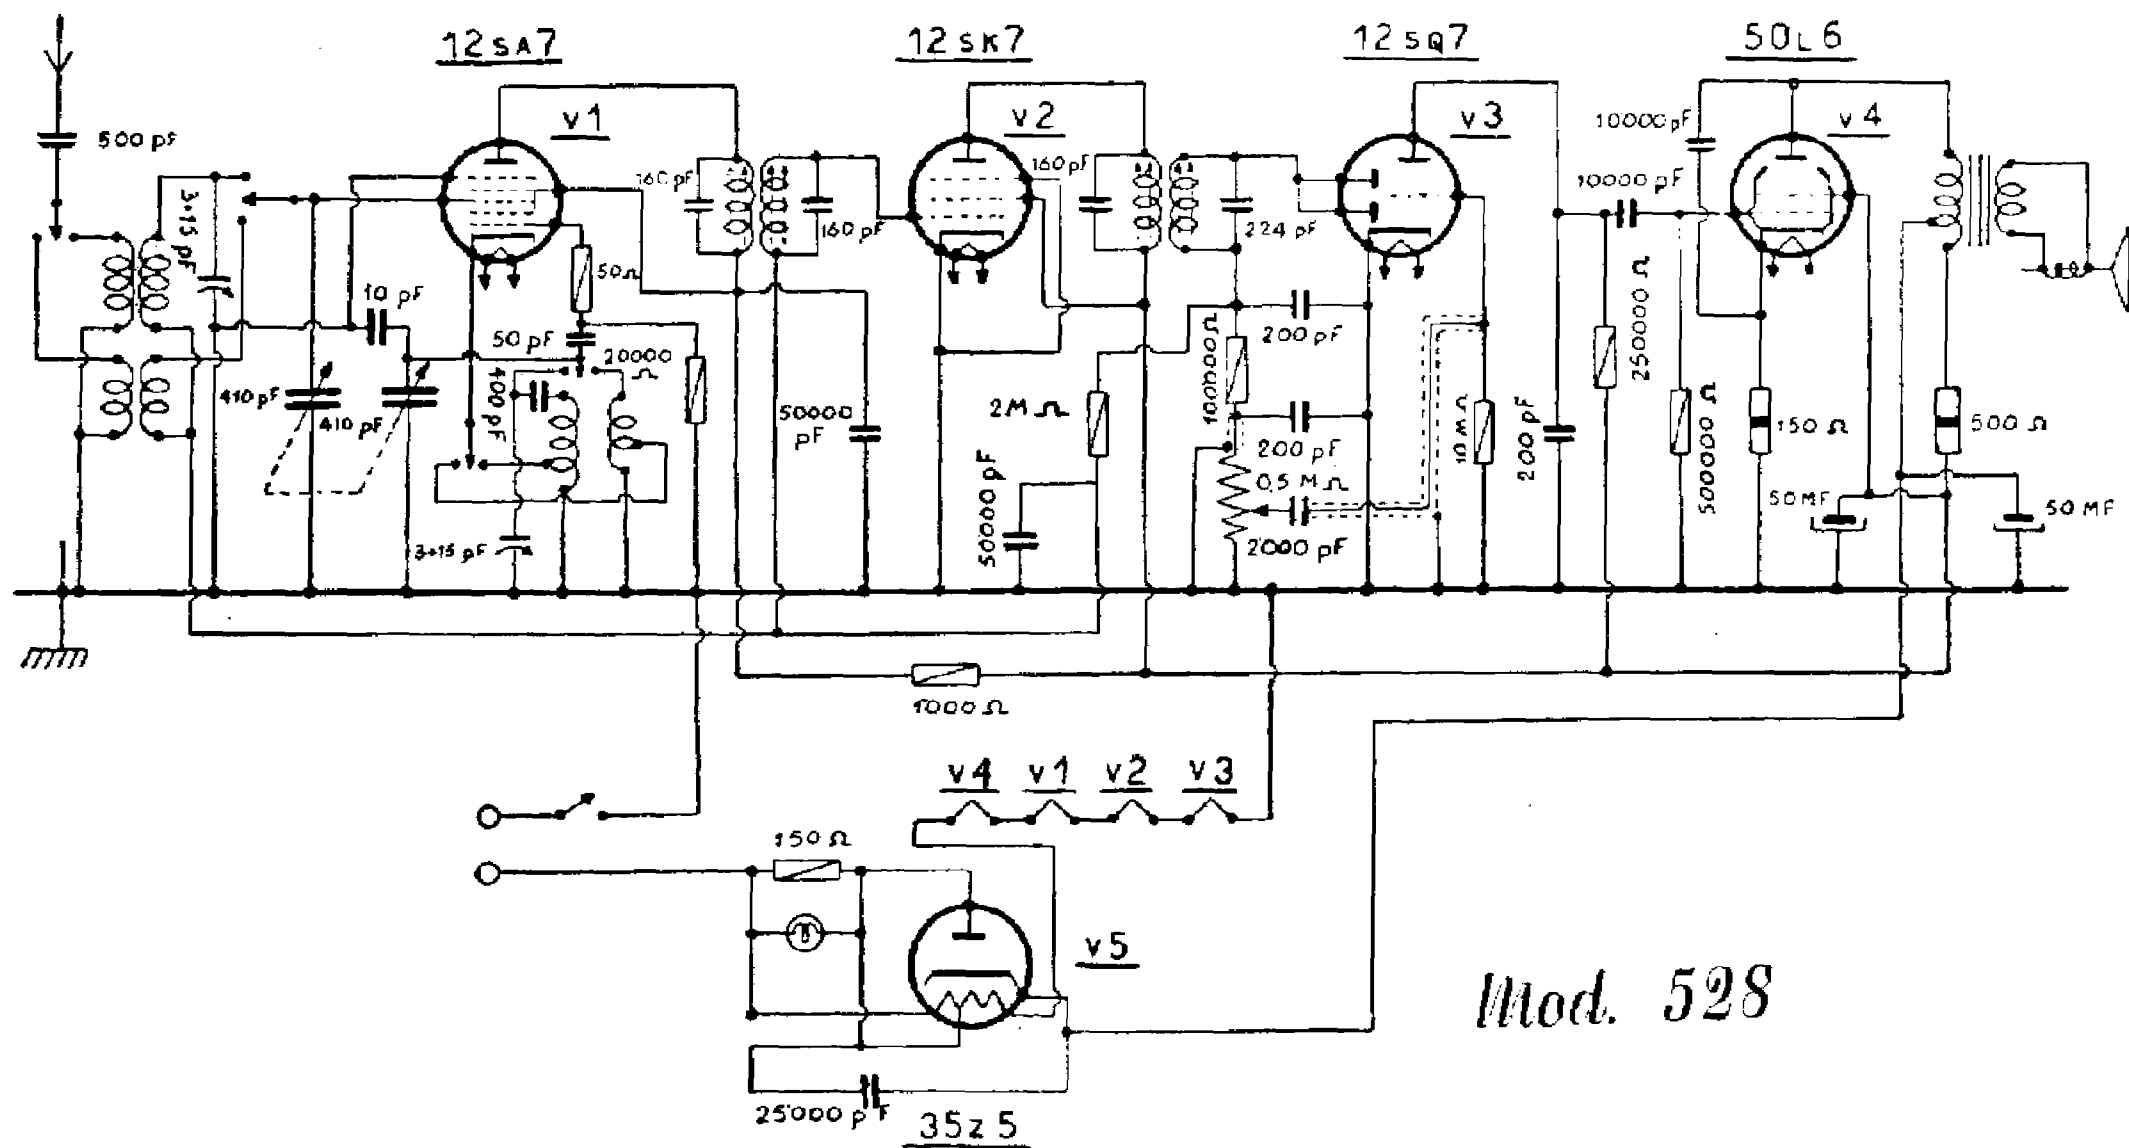 12SA7
12SK7
12SQ7
50L6
v1
v2
v3
v4
500 pF
3÷15 pF
160 pF
160 pF
160 pF
224 pF
10000 pF
10000 pF
50 Ω
10 pF
50 pF
20000 Ω
400 pF
410 pF
410 pF
3÷15 pF
50000 pF
2M Ω
50000 pF
100000 Ω
200 pF
200 pF
0,5 M Ω
2000 pF
10 M Ω
200 pF
250000 Ω
500000 Ω
150 Ω
500 Ω
50 MF
50 MF
1000 Ω
v4
v1
v2
v3
150 Ω
v5
25000 pF
35Z5
Mod. 528